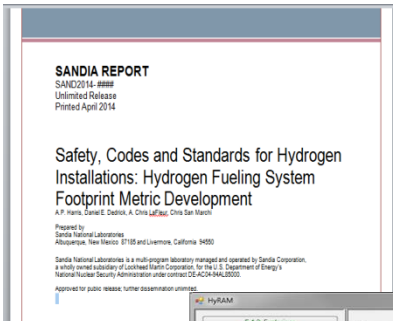 SANDIA REPORT
SAND2014-####
Unlimited Release
Printed April 2014
Safety, Codes and Standards for Hydrogen
Installations: Hydrogen Fueling System
Footprint Metric Development
A.P. Harris, Daniel E. Dedrick, A. Chris LaFleur, Chris San Marchi
Prepared by
Sandia National Laboratories
Albuquerque, New Mexico 87185 and Livermore, California 94550
Sandia National Laboratories is a multi-program laboratory managed and operated by Sandia Corporation,
a wholly owned subsidiary of Lockheed Martin Corporation, for the U.S. Department of Energy's
National Nuclear Security Administration under contract DE-AC04-94AL85000.
Approved for public release; further dissemination unlimited.
HyRAM